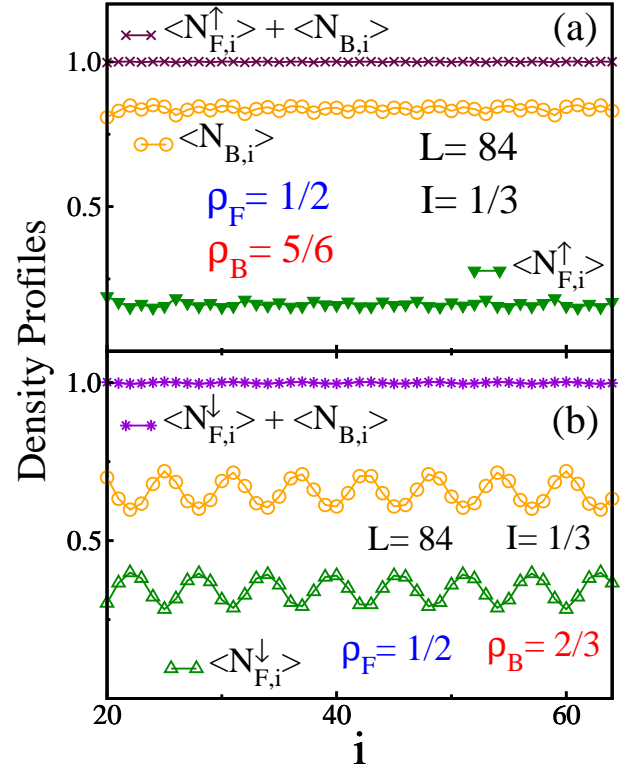 <N↑F,i> + <NB,i>
(a)
1.0
<NB,i>
L= 84
ρF= 1/2
I= 1/3
0.5
ρB= 5/6
<N↑F,i>
Density Profiles
1.0
<N↓F,i> + <NB,i>
(b)
0.5
L= 84
I= 1/3
<N↓F,i>
ρF= 1/2
ρB= 2/3
20
40
60
i